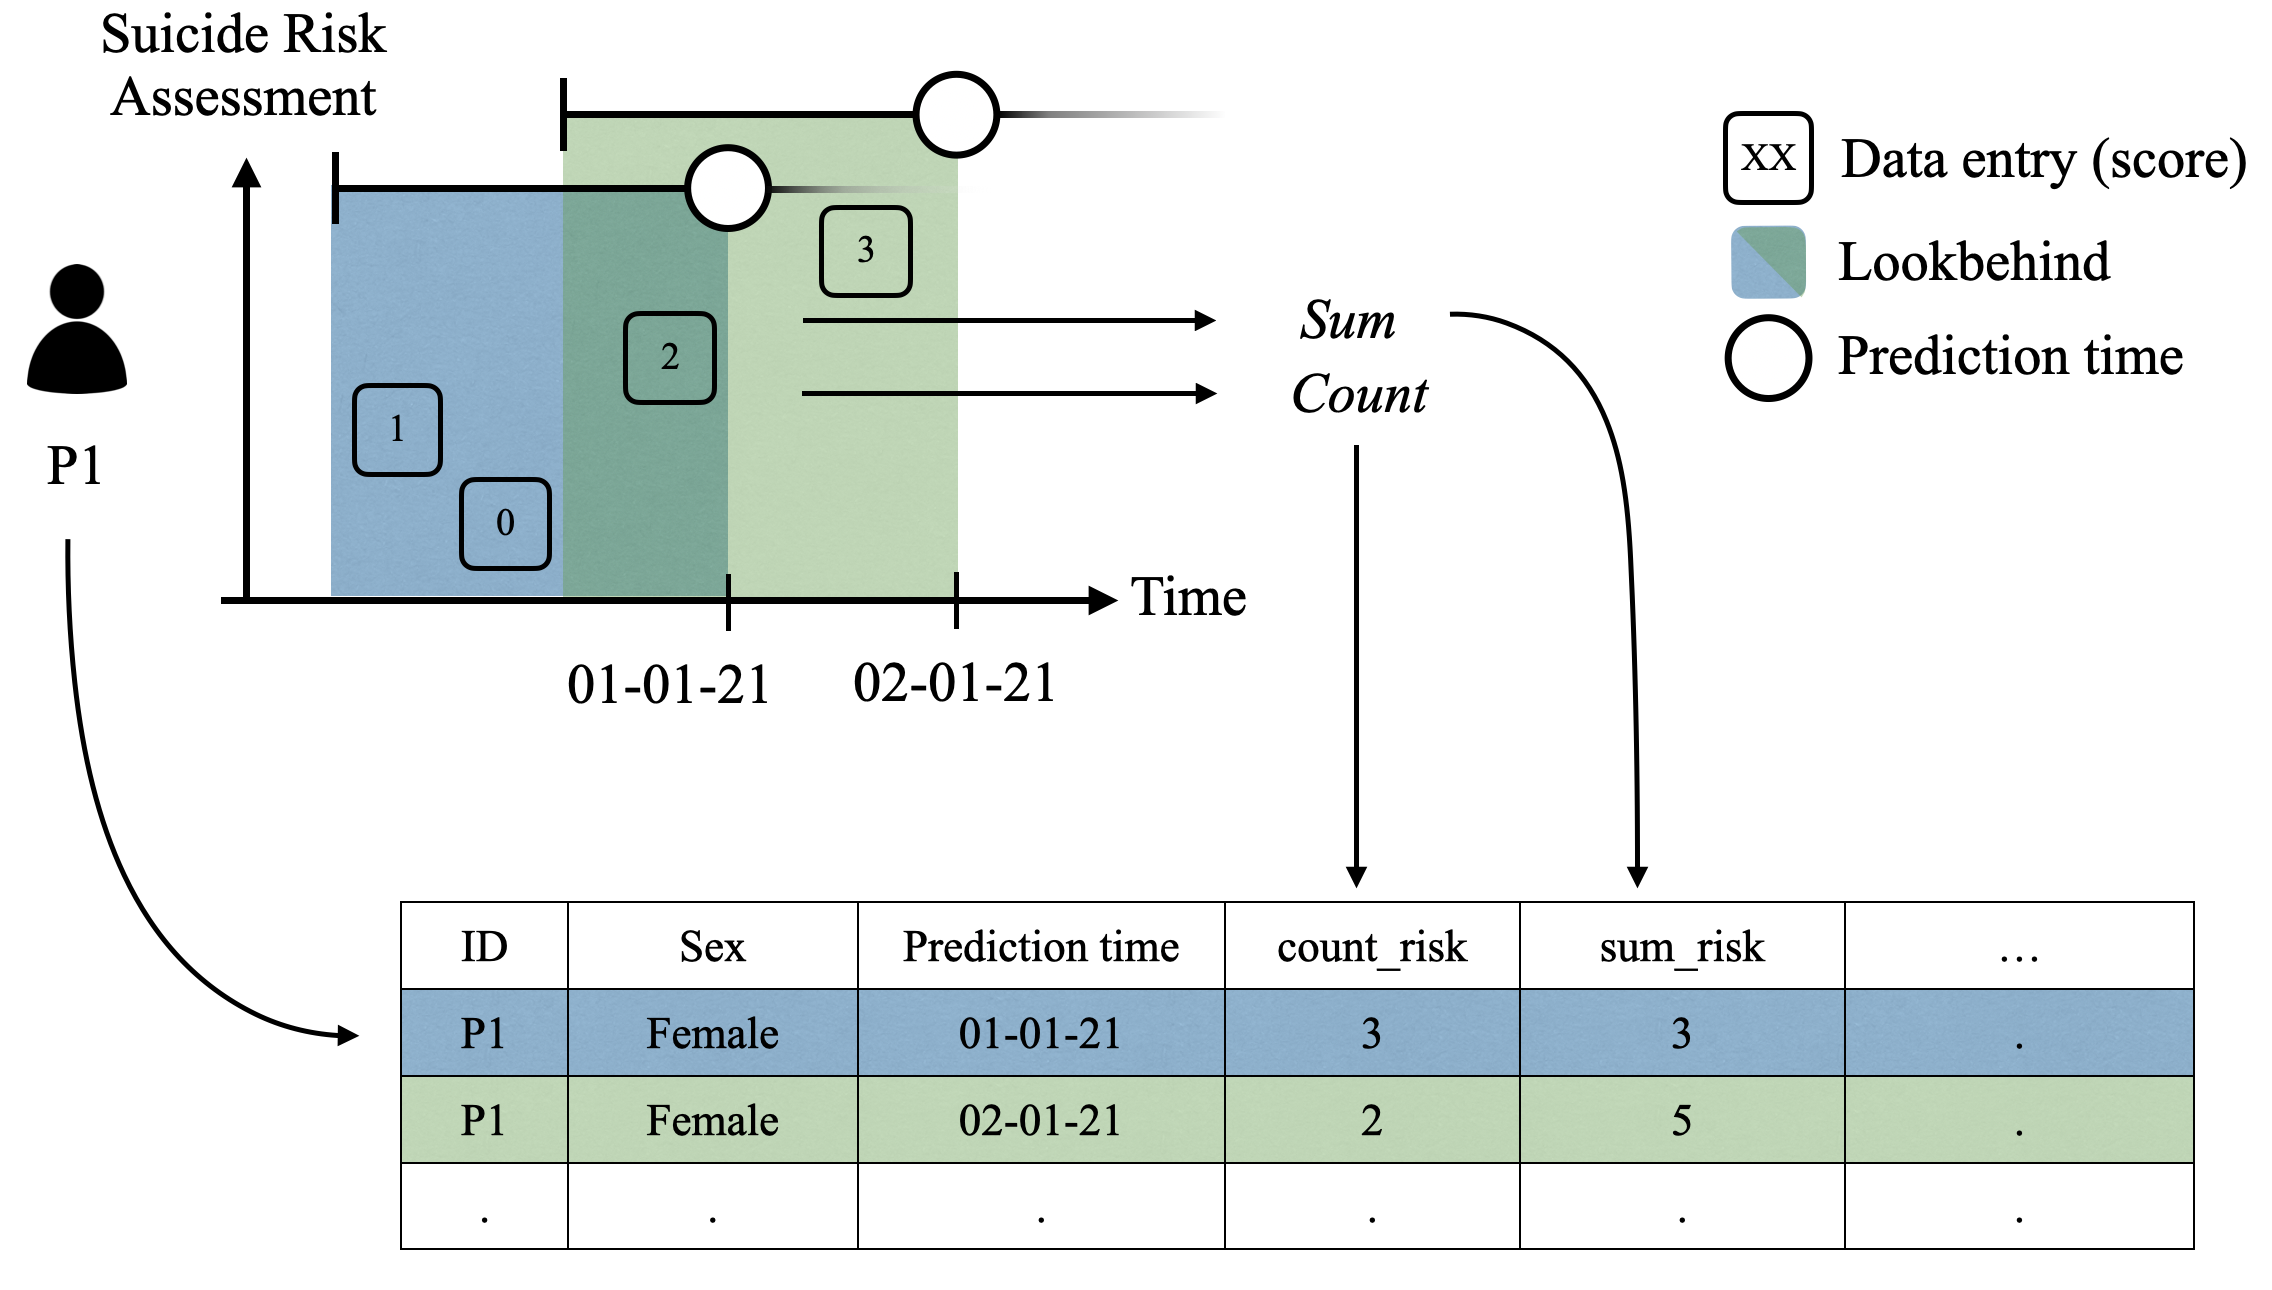 Suicide Risk
Assessment
XX Data entry (score)
Lookbehind
Prediction time
3
2
1
0
P1
Sum
Count
Time
01-01-21 02-01-21
ID Sex Prediction time count_risk sum_risk …
P1 Female 01-01-21 3 3 .
P1 Female 02-01-21 2 5 .
. . . . . .